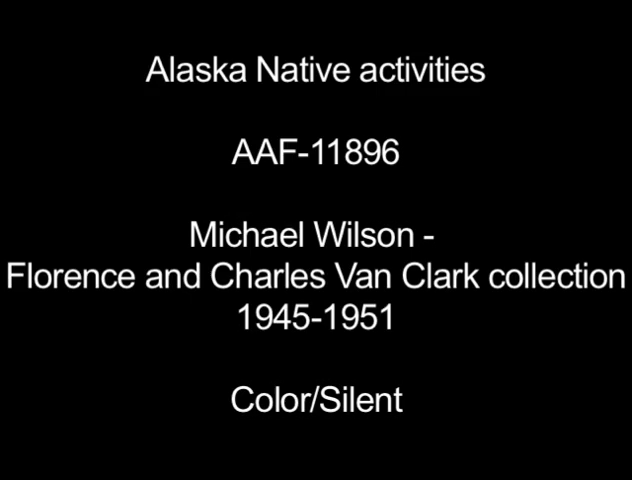 Alaska Native activities
AAF-11896
Michael Wilson -
Florence and Charles Van Clark collection
1945-1951
Color/Silent